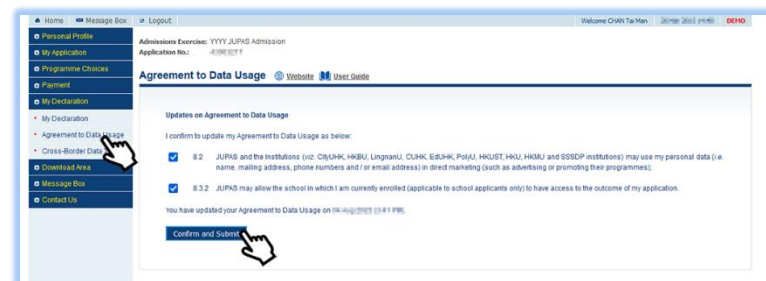 Home Message Box Logout Welcome CHAN Tai Man DEMO
Personal Profile
My Application
Programme Choices
Payment
My Declaration
My Declaration
Agreement to Data Usage
Cross-Border Data
Download Area
Message Box
Contact Us
Admissions Exercise: YYYY JUPAS Admission
Application No.:
Agreement to Data Usage Website User Guide
Updates on Agreement to Data Usage
I confirm to update my Agreement to Data Usage as below:
8.2 JUPAS and the Institutions (viz. CityUHK, HKBU, LingnanU, CUHK, EdUHK, PolyU, HKUST, HKU, HKMU and SSSDP institutions) may use my personal data (i.e.
name, mailing address, phone numbers and / or email address) in direct marketing (such as advertising or promoting their programmes);
8.3.2 JUPAS may allow the school in which I am currently enrolled (applicable to school applicants only) to have access to the outcome of my application.
You have updated your Agreement to Data Usage on
Confirm and Submit